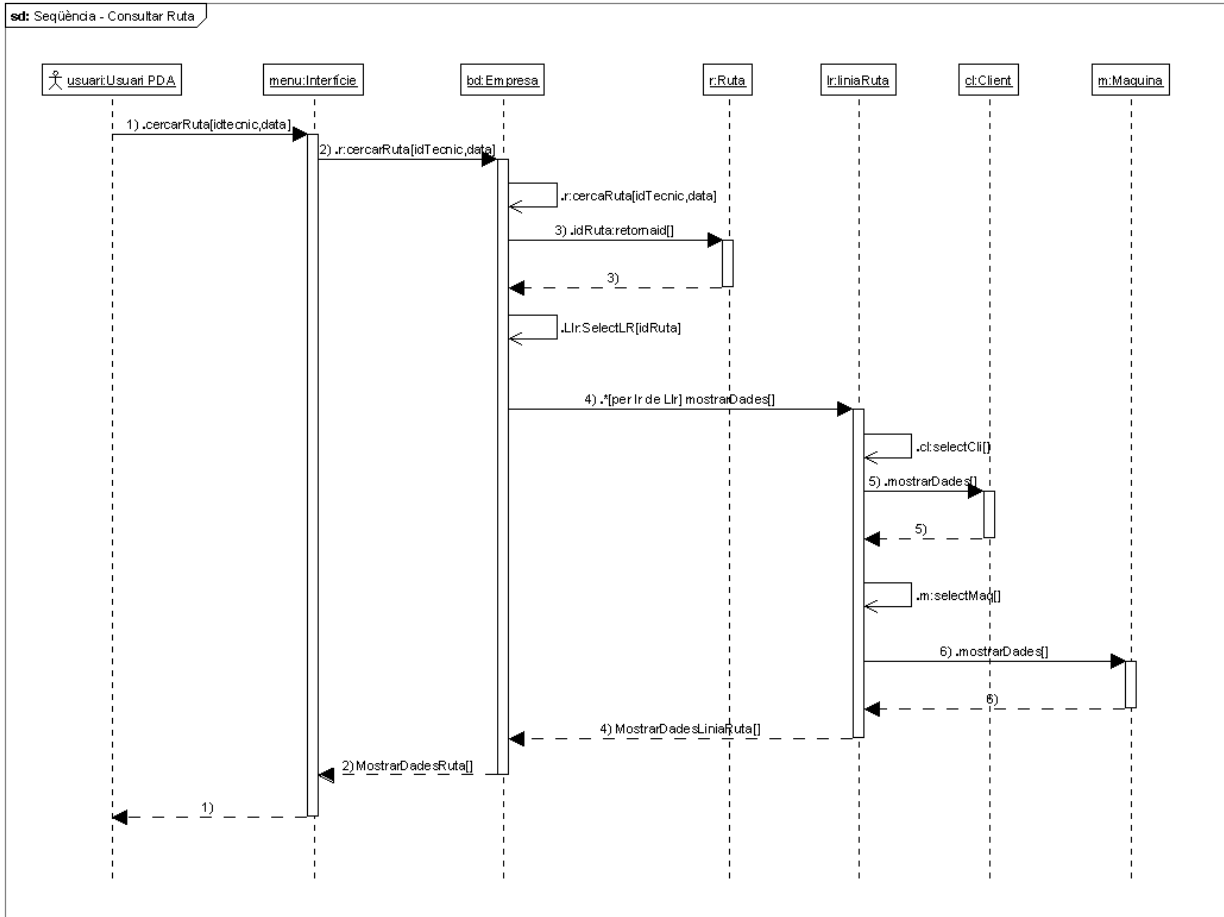 sd: Seqüència - Consultar Ruta
usuari:Usuari PDA
menu:Interfície
bd:Empresa
r:Ruta
lr:liniaRuta
cl:Client
m:Maquina
1) .cercarRuta[idtecnic,data]
2) .r:cercarRuta[idTecnic,data]
.r:cercaRuta[idTecnic,data]
3) .idRuta:retornaid[]
3)
.Llr:SelectLR[idRuta]
4) .*[per lr de Llr] mostrarDades[]
.cl:selectCli[]
5) .mostrarDades[]
5)
.m:selectMaq[]
6) .mostrarDades[]
6)
4) MostrarDadesLiniaRuta[]
2) MostrarDadesRuta[]
1)